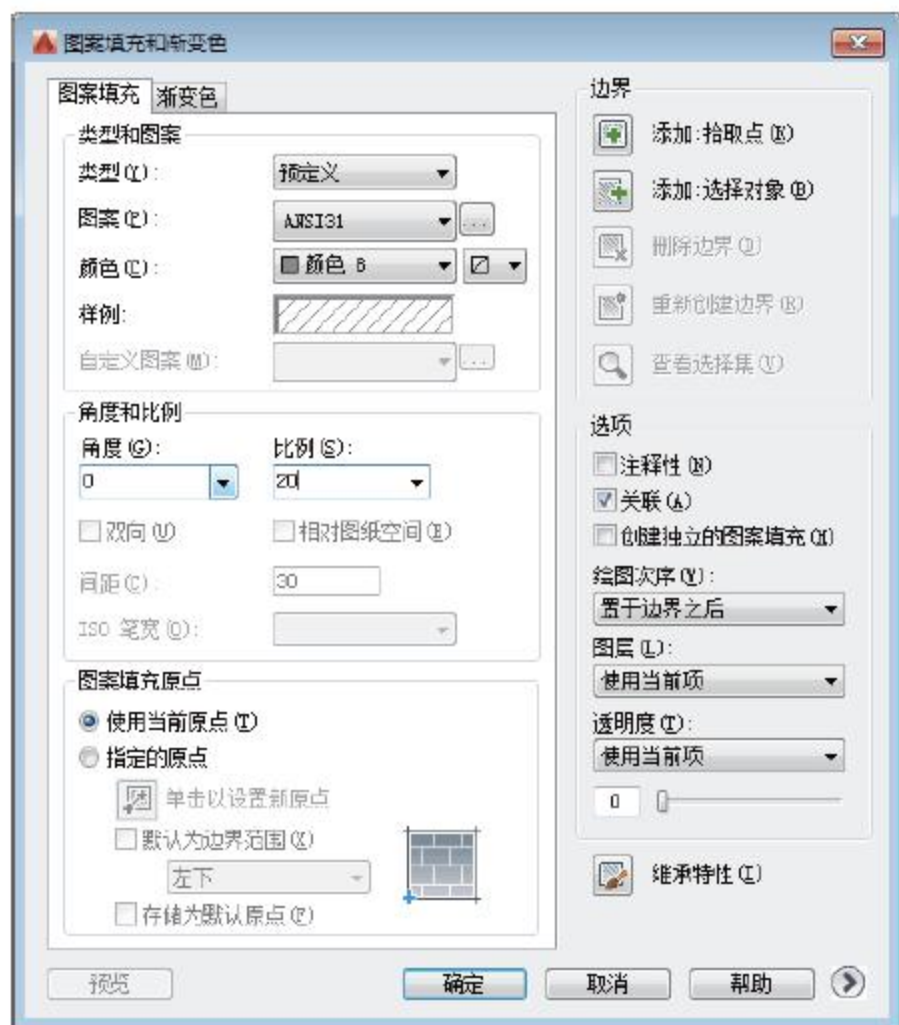 图案填充和渐变色
图案填充 渐变色
类型和图案
类型(Y): 预定义
图案(P): ANSI31 ...
颜色(C): 颜色 8
样例:
自定义图案(M): ...
角度和比例
角度(G): 比例(S):
0 20
双向(U) 相对图纸空间(E)
间距(C): 30
ISO 笔宽(O):
图案填充原点
使用当前原点(T)
指定的原点
单击以设置新原点
默认为边界范围(X)
左下
存储为默认原点(F)
边界
添加:拾取点(K)
添加:选择对象(B)
删除边界(D)
重新创建边界(R)
查看选择集(V)
选项
注释性(N)
关联(A)
创建独立的图案填充(H)
绘图次序(W):
置于边界之后
图层(L):
使用当前项
透明度(T):
使用当前项
0
继承特性(I)
预览 确定 取消 帮助